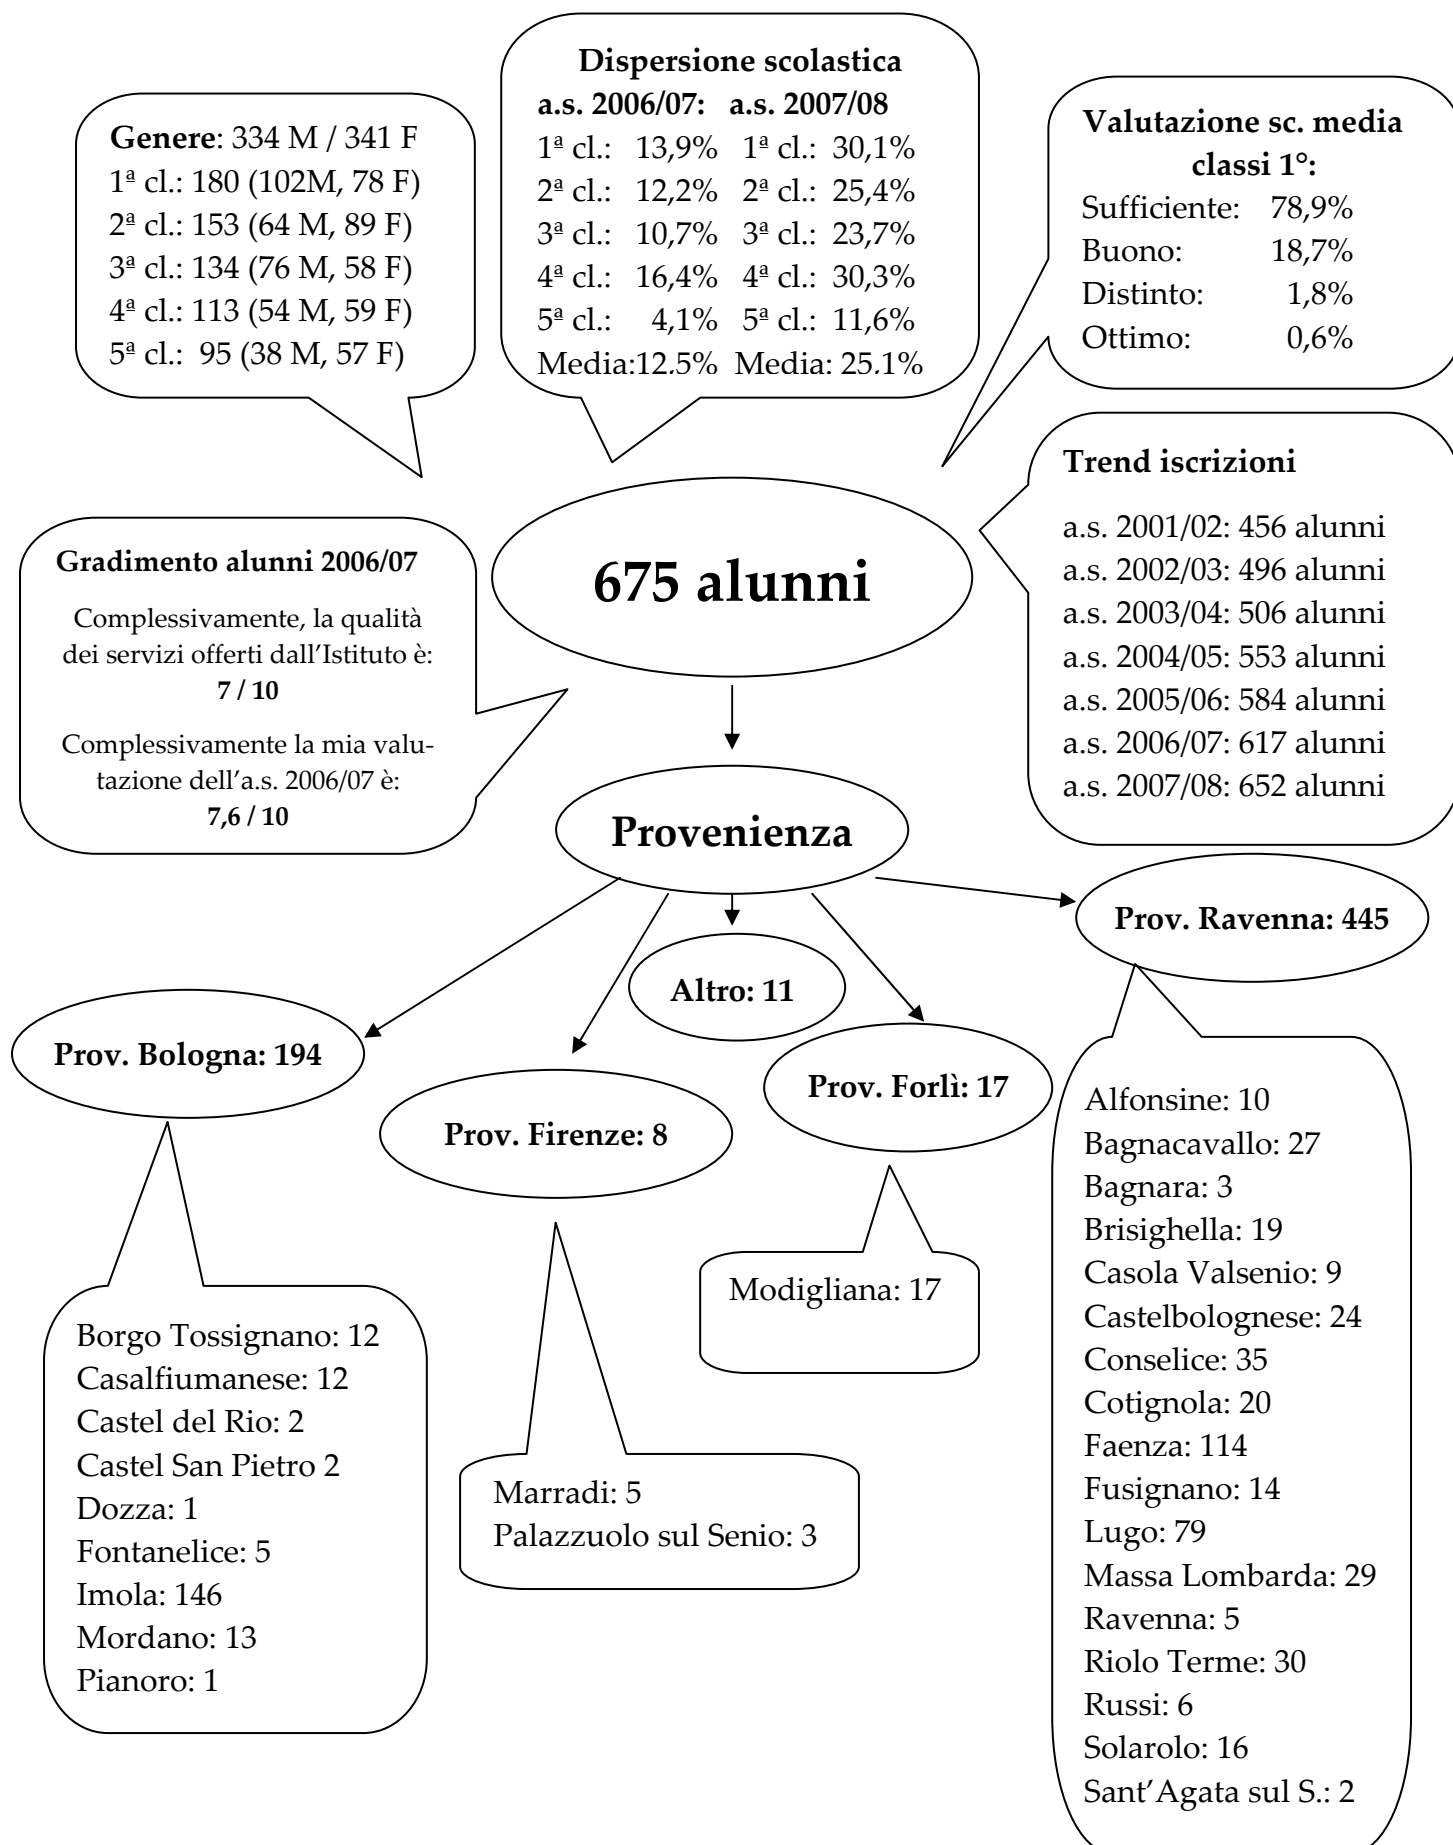 Genere: 334 M / 341 F
1ª cl.: 180 (102M, 78 F)
2ª cl.: 153 (64 M, 89 F)
3ª cl.: 134 (76 M, 58 F)
4ª cl.: 113 (54 M, 59 F)
5ª cl.: 95 (38 M, 57 F)
Dispersione scolastica
a.s. 2006/07: a.s. 2007/08
1ª cl.: 13,9% 1ª cl.: 30,1%
2ª cl.: 12,2% 2ª cl.: 25,4%
3ª cl.: 10,7% 3ª cl.: 23,7%
4ª cl.: 16,4% 4ª cl.: 30,3%
5ª cl.: 4,1% 5ª cl.: 11,6%
Media:12,5% Media: 25,1%
Valutazione sc. media
classi 1°:
Sufficiente: 78,9%
Buono: 18,7%
Distinto: 1,8%
Ottimo: 0,6%
Trend iscrizioni
a.s. 2001/02: 456 alunni
a.s. 2002/03: 496 alunni
a.s. 2003/04: 506 alunni
a.s. 2004/05: 553 alunni
a.s. 2005/06: 584 alunni
a.s. 2006/07: 617 alunni
a.s. 2007/08: 652 alunni
Gradimento alunni 2006/07
Complessivamente, la qualità
dei servizi offerti dall'Istituto è:
7 / 10
Complessivamente la mia valu-
tazione dell'a.s. 2006/07 è:
7,6 / 10
675 alunni
Provenienza
Prov. Ravenna: 445
Altro: 11
Prov. Bologna: 194
Prov. Forlì: 17
Prov. Firenze: 8
Borgo Tossignano: 12
Casalfiumanese: 12
Castel del Rio: 2
Castel San Pietro 2
Dozza: 1
Fontanelice: 5
Imola: 146
Mordano: 13
Pianoro: 1
Marradi: 5
Palazzuolo sul Senio: 3
Modigliana: 17
Alfonsine: 10
Bagnacavallo: 27
Bagnara: 3
Brisighella: 19
Casola Valsenio: 9
Castelbolognese: 24
Conselice: 35
Cotignola: 20
Faenza: 114
Fusignano: 14
Lugo: 79
Massa Lombarda: 29
Ravenna: 5
Riolo Terme: 30
Russi: 6
Solarolo: 16
Sant'Agata sul S.: 2